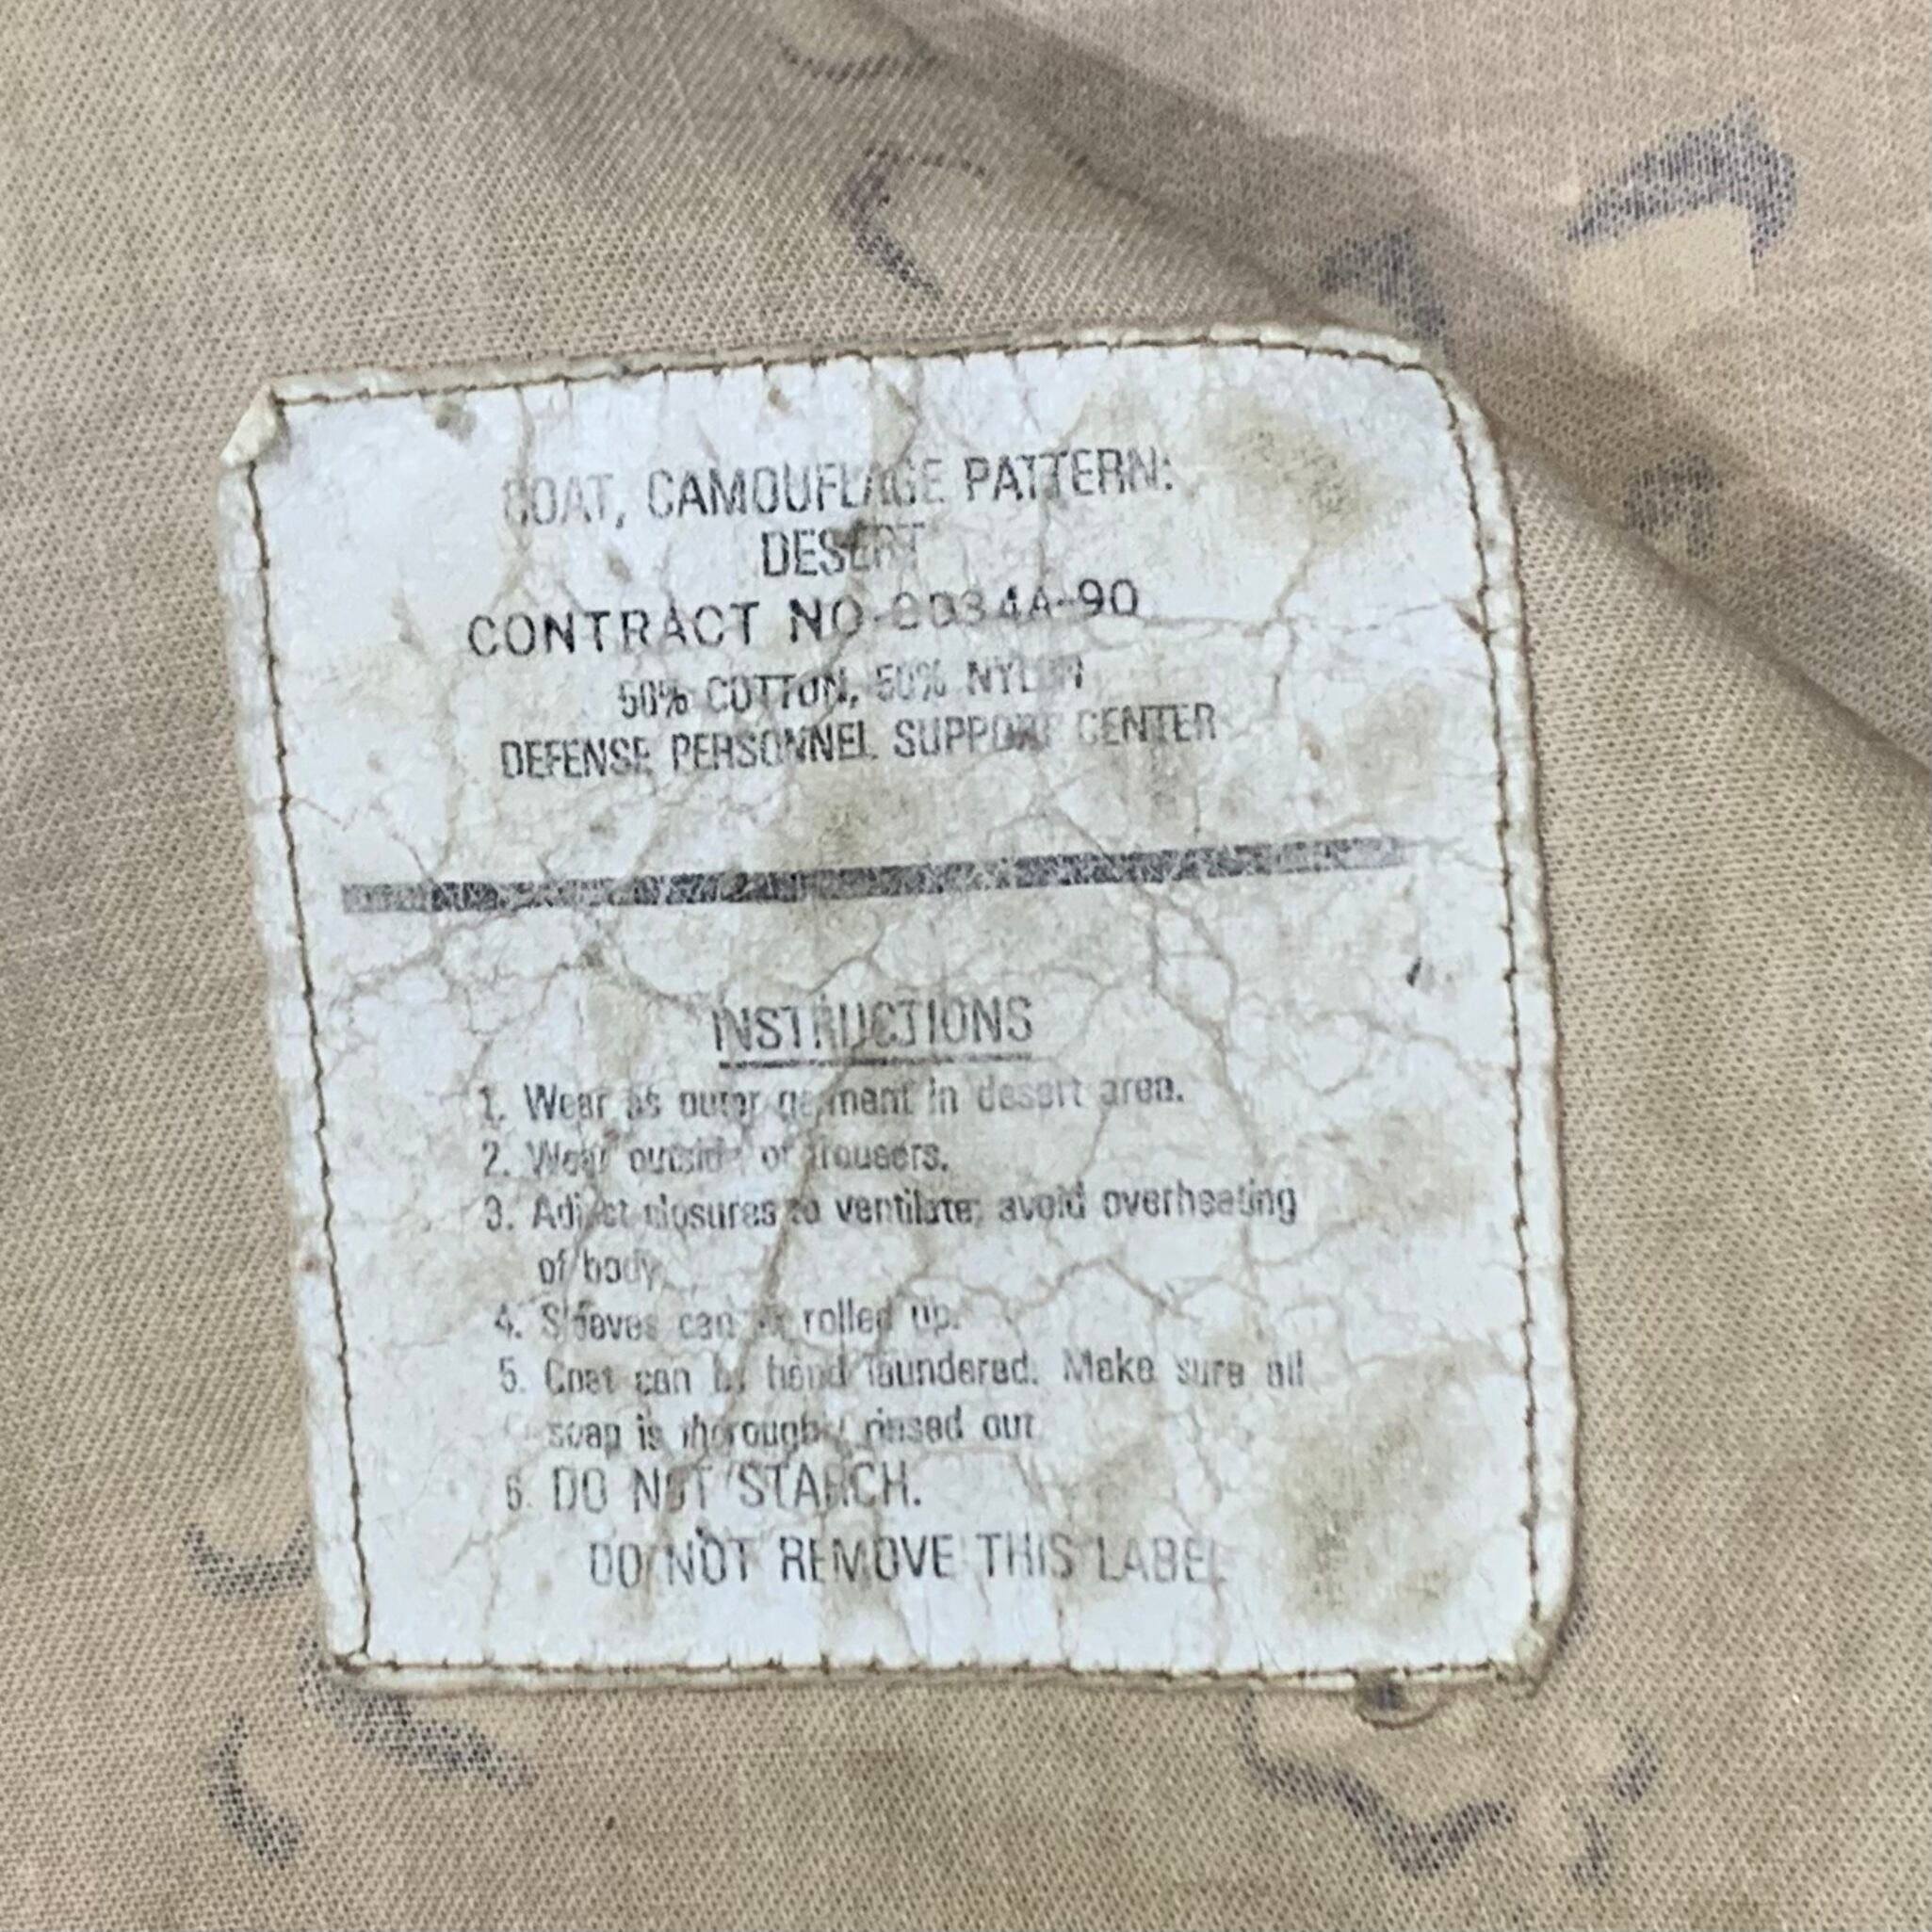 COAT, CAMOUFLAGE PATTERN:
DESERT
CONTRACT NO-2034A-90
50% COTTON, 50% NYLON
DEFENSE PERSONNEL SUPPORT CENTER
INSTRUCTIONS
1. Wear as outer garment in desert area.
2. Wear outside of trousers.
3. Adjust closures to ventilate; avoid overheating
of body.
4. Sleeves can be rolled up.
5. Coat can be hand laundered. Make sure all
soap is thoroughly rinsed out.
6. DO NOT STARCH.
DO NOT REMOVE THIS LABEL